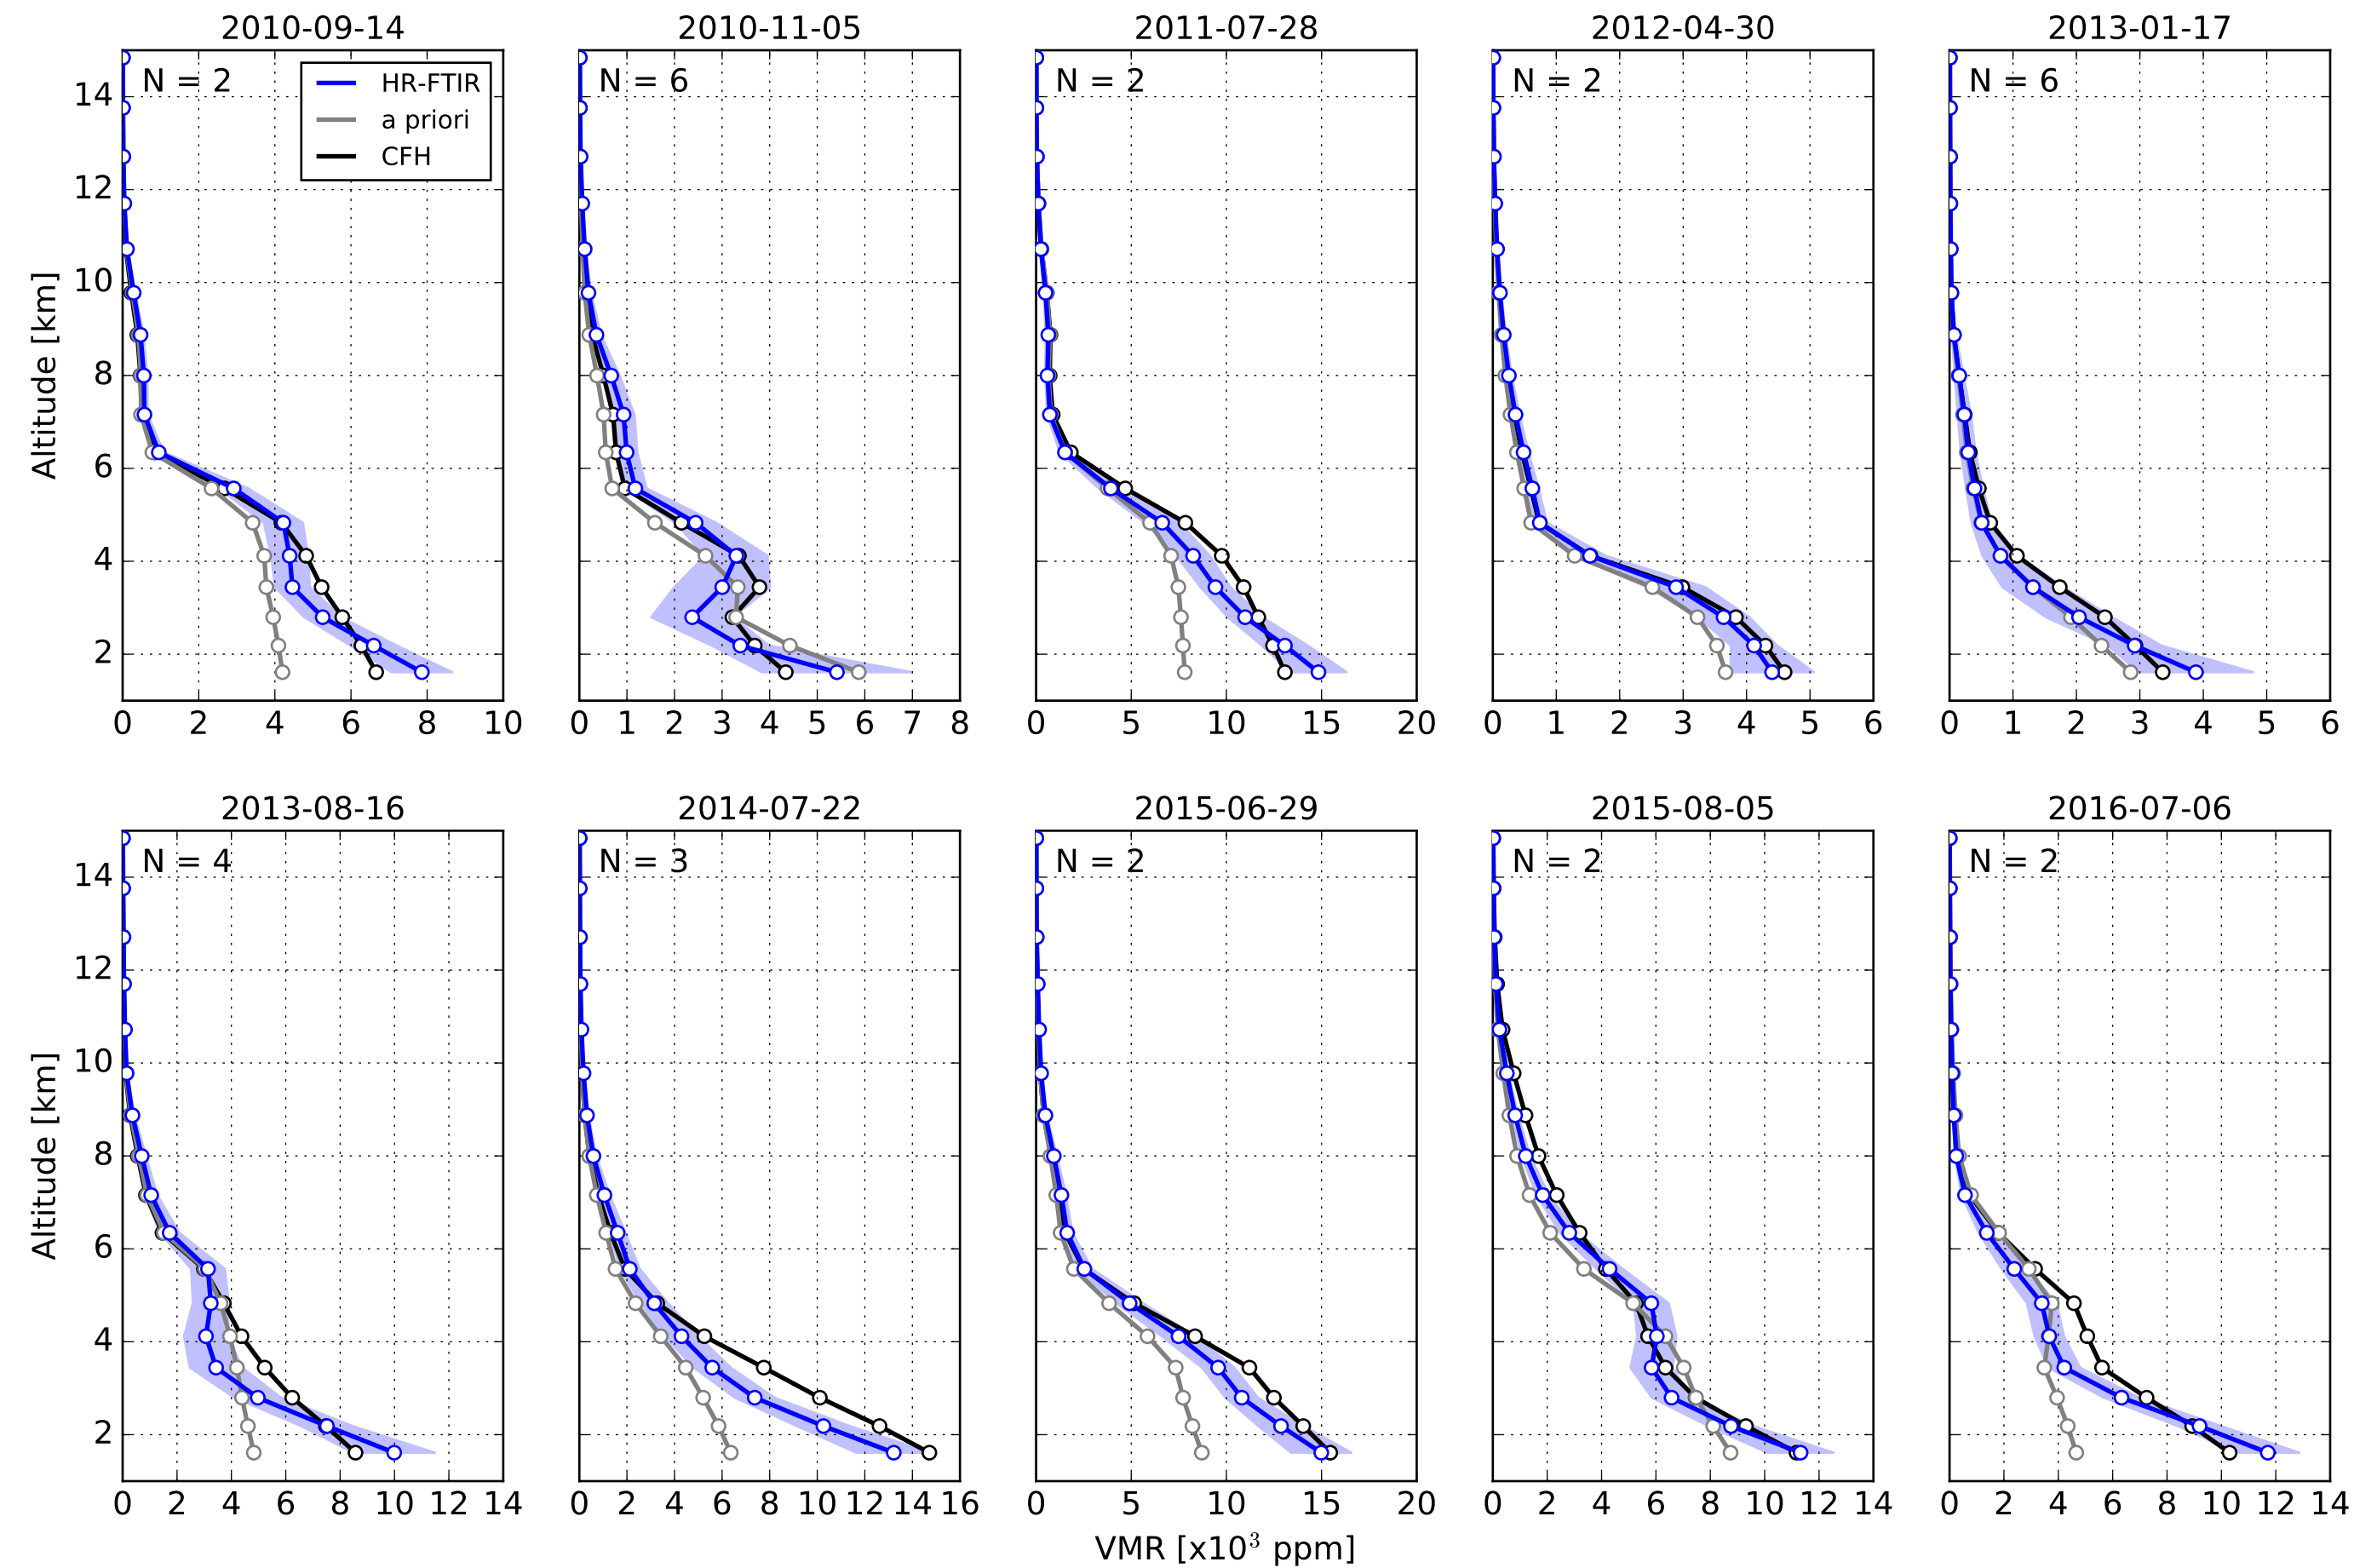 2010-09-14 2010-11-05 2011-07-28 2012-04-30 2013-01-17
N = 2 N = 6 N = 2 N = 2 N = 6
HR-FTIR
a priori
CFH
14
12
10
8
6
4
2
Altitude [km]
0 2 4 6 8 10 0 1 2 3 4 5 6 7 8 0 5 10 15 20 0 1 2 3 4 5 6 0 1 2 3 4 5 6
2013-08-16 2014-07-22 2015-06-29 2015-08-05 2016-07-06
N = 4 N = 3 N = 2 N = 2 N = 2
14
12
10
8
6
4
2
Altitude [km]
0 2 4 6 8 10 12 14 0 2 4 6 8 10 12 14 16 0 5 10 15 20 0 2 4 6 8 10 12 14 0 2 4 6 8 10 12 14
VMR [x10³ ppm]